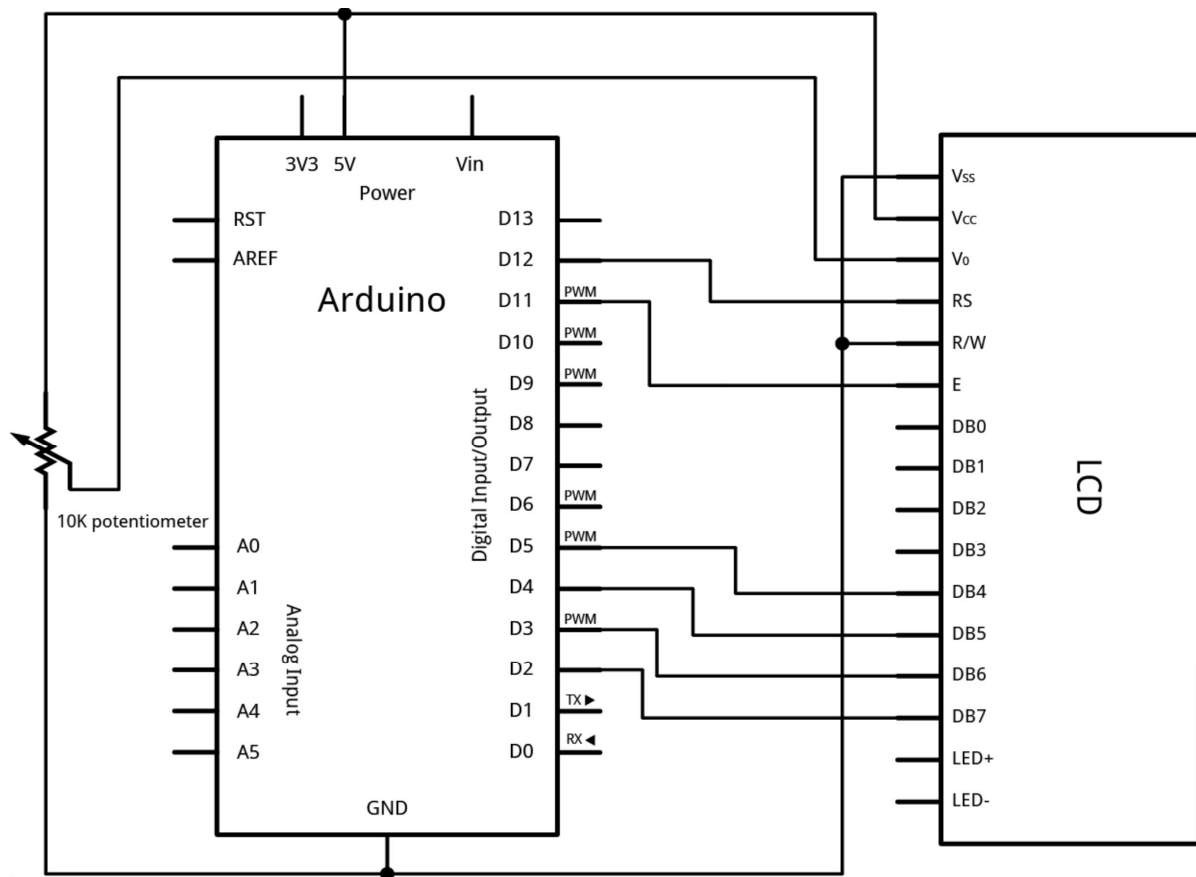 3V3 5V Vin
Power
RST
AREF
Arduino
10K potentiometer
A0
A1
A2
A3
A4
A5
Analog Input
GND
Digital Input/Output
D13
D12
D11 PWM
D10 PWM
D9 PWM
D8
D7
D6 PWM
D5 PWM
D4
D3 PWM
D2
D1 TX ▶
D0 RX ◀
Vss
Vcc
V0
RS
R/W
E
DB0
DB1
DB2
DB3
DB4
DB5
DB6
DB7
LED+
LED-
LCD